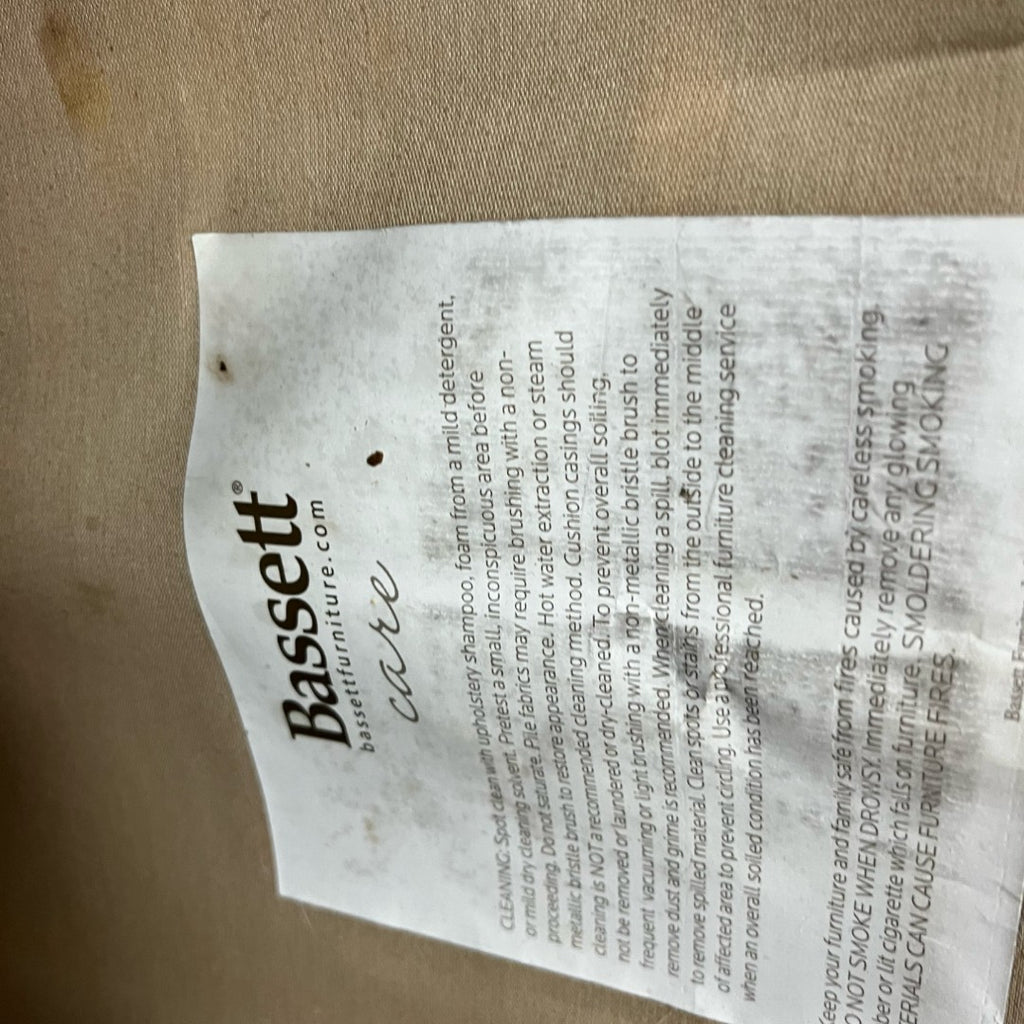 Bassett®
bassettfurniture.com
care
CLEANING: Spot clean with upholstery shampoo, foam from a mild detergent,
or mild dry cleaning solvent. Pretest a small, inconspicuous area before
proceeding. Do not saturate. Pile fabrics may require brushing with a non-
metallic bristle brush to restore appearance. Hot water extraction or steam
cleaning is NOT a recommended cleaning method. Cushion casings should
not be removed or laundered or dry-cleaned. To prevent overall soiling,
frequent vacuuming or light brushing with a non-metallic bristle brush to
remove dust and grime is recommended. When cleaning a spill, blot immediately
to remove spilled material. Clean spots or stains from the outside to the middle
of affected area to prevent circling. Use a professional furniture cleaning service
when an overall soiled condition has been reached.
Keep your furniture and family safe from fires caused by careless smoking.
O NOT SMOKE WHEN DROWSY. Immediately remove any glowing
ber or lit cigarette which falls on furniture. SMOLDERING SMOKING
TERIALS CAN CAUSE FURNITURE FIRES.
Bassett